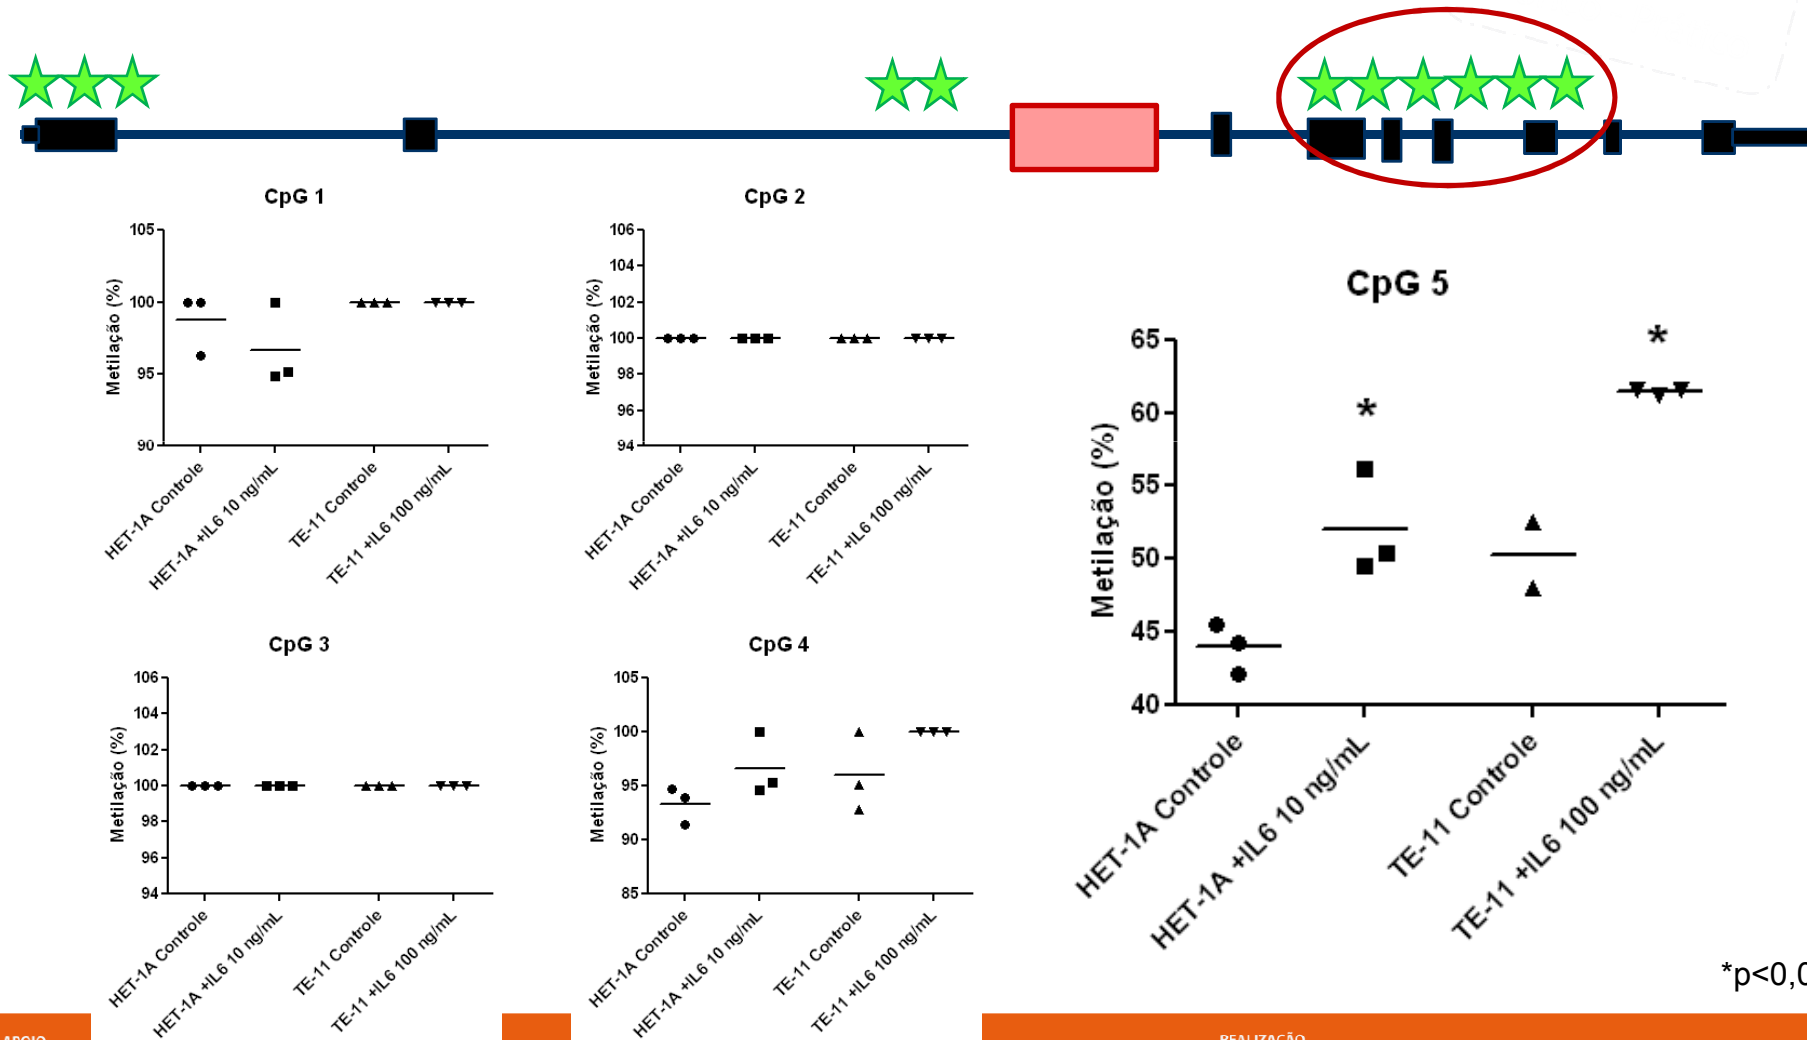 CpG 1
Metilação (%)
105
100
95
90
HET-1A Controle
HET-1A +IL6 10 ng/mL
TE-11 Controle
TE-11 +IL6 100 ng/mL
CpG 2
Metilação (%)
106
104
102
100
98
96
94
HET-1A Controle
HET-1A +IL6 10 ng/mL
TE-11 Controle
TE-11 +IL6 100 ng/mL
CpG 3
Metilação (%)
106
104
102
100
98
96
94
HET-1A Controle
HET-1A +IL6 10 ng/mL
TE-11 Controle
TE-11 +IL6 100 ng/mL
CpG 4
Metilação (%)
105
100
95
90
85
HET-1A Controle
HET-1A +IL6 10 ng/mL
TE-11 Controle
TE-11 +IL6 100 ng/mL
CpG 5
Metilação (%)
65
60
55
50
45
40
*
*
HET-1A Controle
HET-1A +IL6 10 ng/mL
TE-11 Controle
TE-11 +IL6 100 ng/mL
*p<0,0
APOIO
REALIZAÇÃO